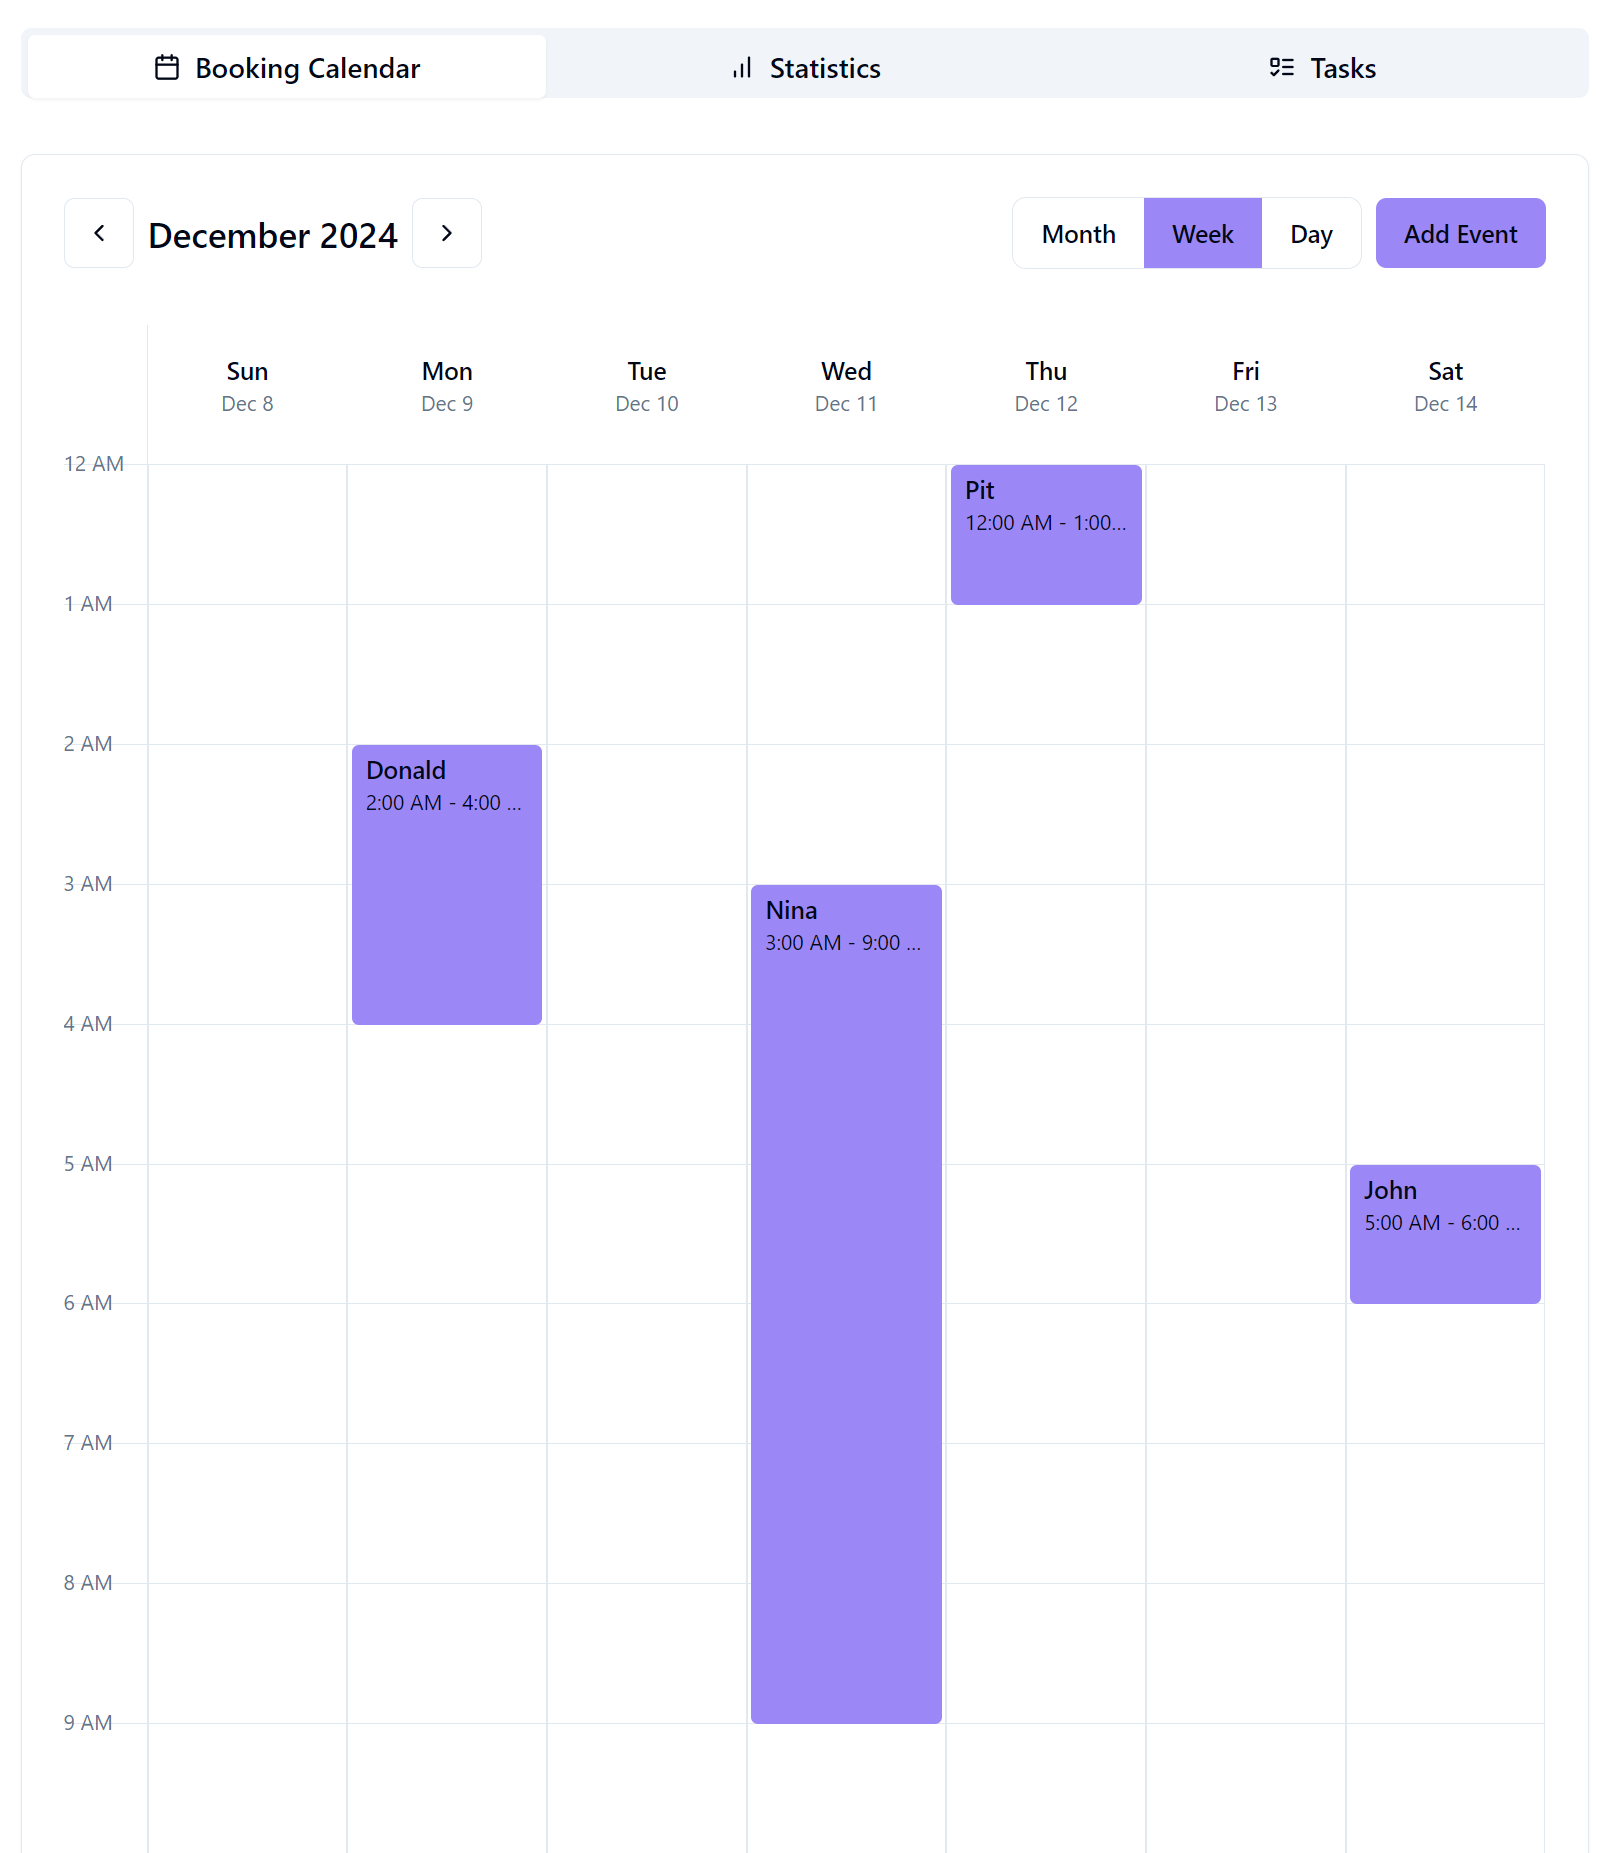 Booking Calendar
Statistics
Tasks
December 2024
Month
Week
Day
Add Event
Sun
Mon
Tue
Wed
Thu
Fri
Sat
Dec 8
Dec 9
Dec 10
Dec 11
Dec 12
Dec 13
Dec 14
12 AM
Pit
12:00 AM - 1:00...
1 AM
2 AM
Donald
2:00 AM - 4:00 ...
3 AM
Nina
3:00 AM - 9:00 ...
4 AM
5 AM
John
5:00 AM - 6:00 ...
6 AM
7 AM
8 AM
9 AM